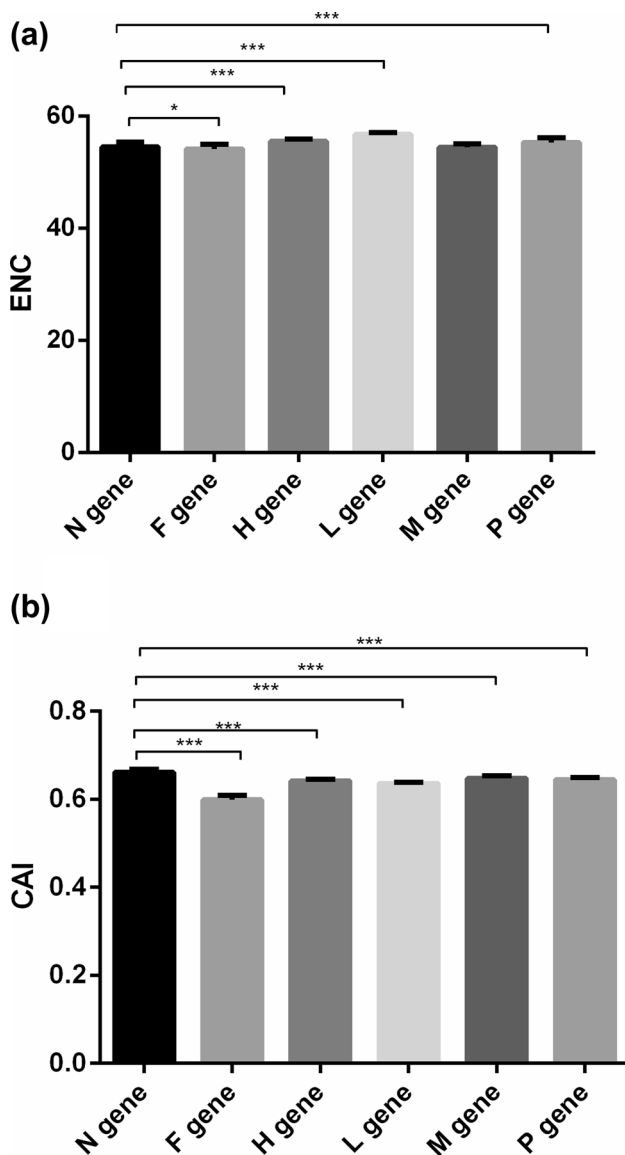 (a)
***
***
***
*
ENC
60
40
20
0
N gene
F gene
H gene
L gene
M gene
P gene
(b)
***
***
***
***
***
CAI
0.8
0.6
0.4
0.2
0.0
N gene
F gene
H gene
L gene
M gene
P gene